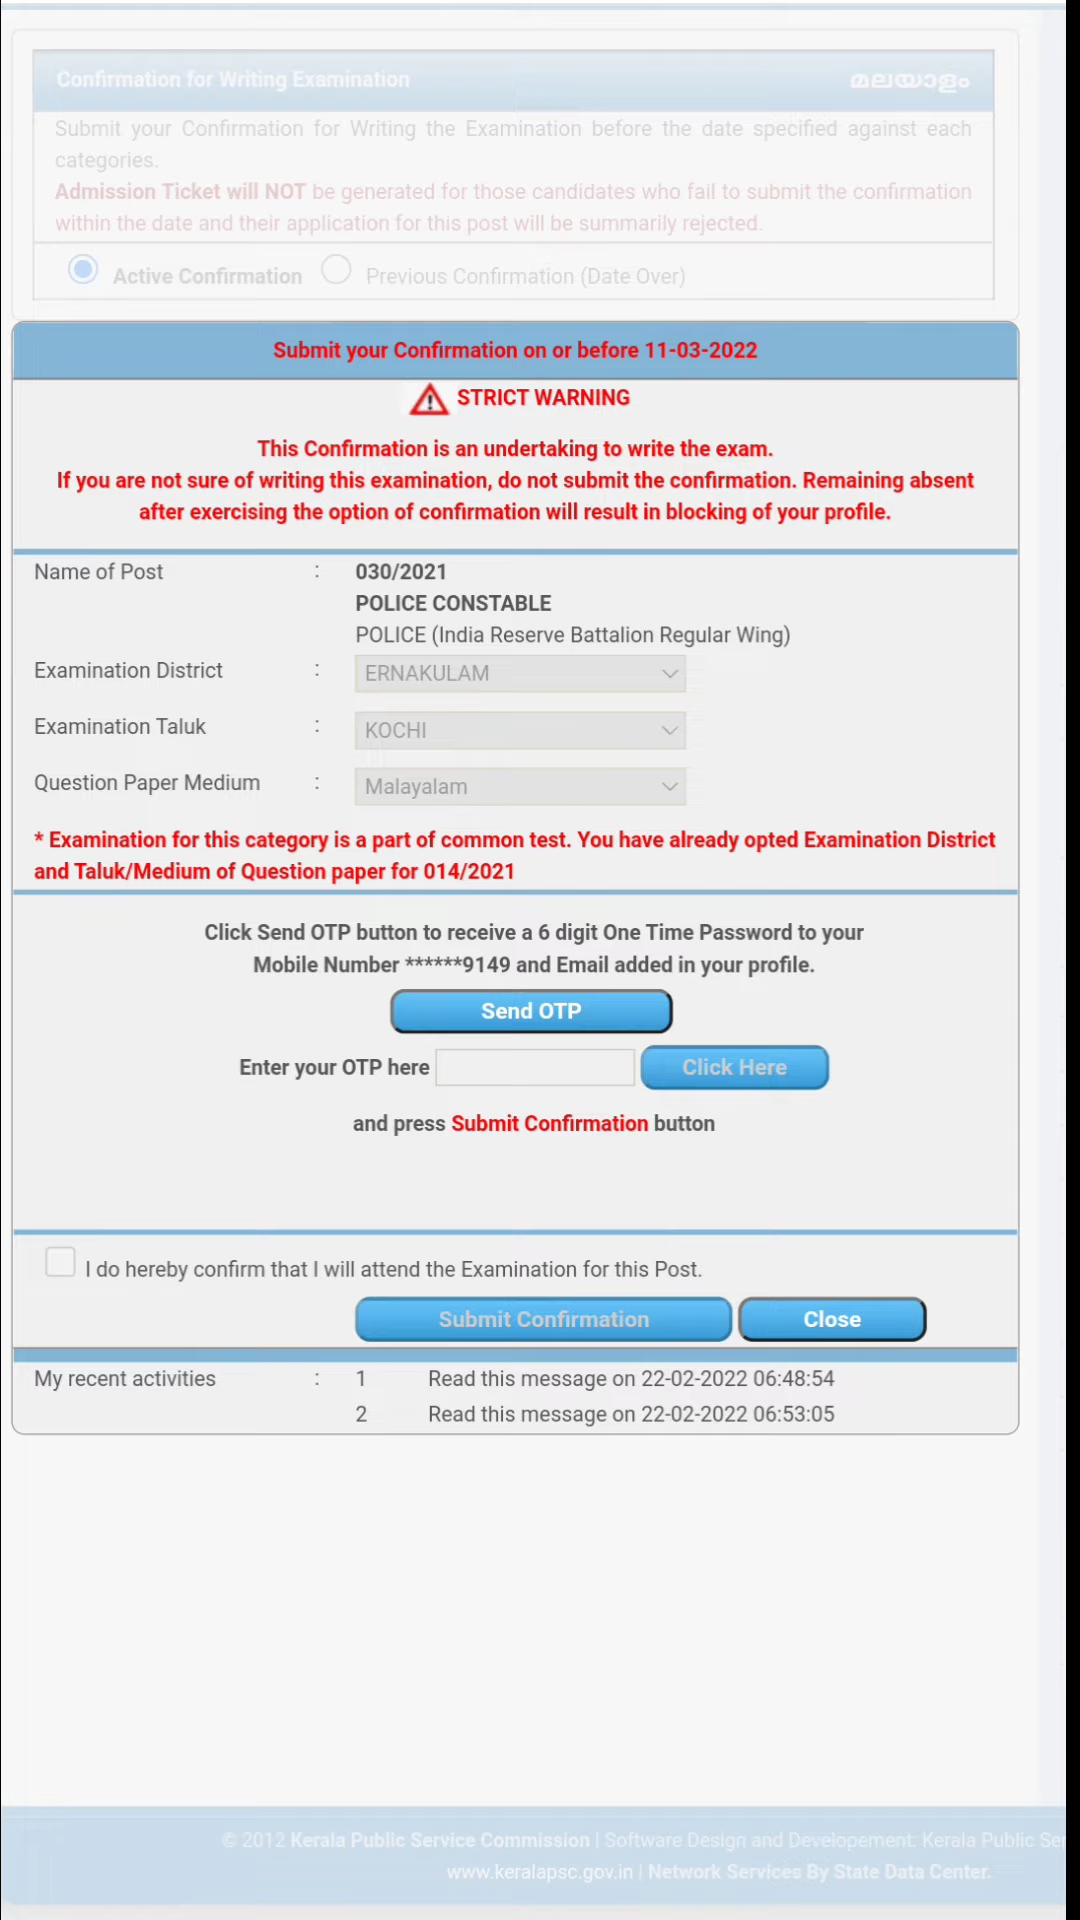 Confirmation for Writing Examination മലയാളം
Submit your Confirmation for Writing the Examination before the date specified against each
categories.
Admission Ticket will NOT be generated for those candidates who fail to submit the confirmation
within the date and their application for this post will be summarily rejected.
Active Confirmation Previous Confirmation (Date Over)
Submit your Confirmation on or before 11-03-2022
STRICT WARNING
This Confirmation is an undertaking to write the exam.
If you are not sure of writing this examination, do not submit the confirmation. Remaining absent
after exercising the option of confirmation will result in blocking of your profile.
Name of Post : 030/2021
POLICE CONSTABLE
POLICE (India Reserve Battalion Regular Wing)
Examination District : ERNAKULAM
Examination Taluk : KOCHI
Question Paper Medium : Malayalam
* Examination for this category is a part of common test. You have already opted Examination District
and Taluk/Medium of Question paper for 014/2021
Click Send OTP button to receive a 6 digit One Time Password to your
Mobile Number ******9149 and Email added in your profile.
Send OTP
Enter your OTP here Click Here
and press Submit Confirmation button
I do hereby confirm that I will attend the Examination for this Post.
Submit Confirmation Close
My recent activities : 1 Read this message on 22-02-2022 06:48:54
2 Read this message on 22-02-2022 06:53:05
© 2012 Kerala Public Service Commission | Software Design and Developement: Kerala Public Ser
www.keralapsc.gov.in | Network Services By State Data Center.